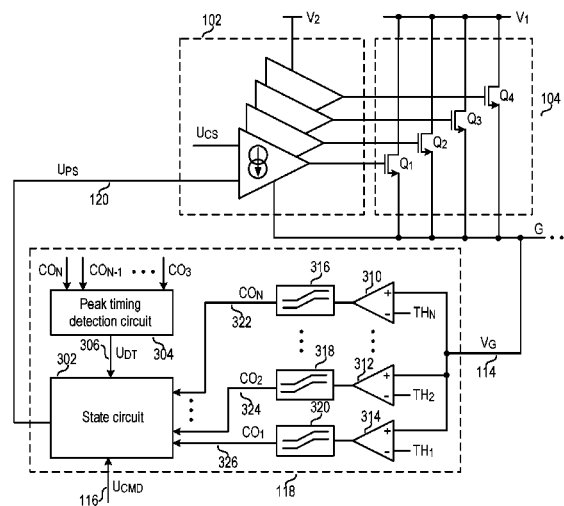 102
V2
V1
UCS
Q1
Q2
Q3
Q4
104
UPS
120
G
CON CON-1 ••• CO3
Peak timing
detection circuit
304
306
UDT
302
State circuit
116
UCMD
CON
322
316
310
+
-
THN
CO2
324
318
312
+
-
TH2
CO1
326
320
314
+
-
TH1
VG
114
118